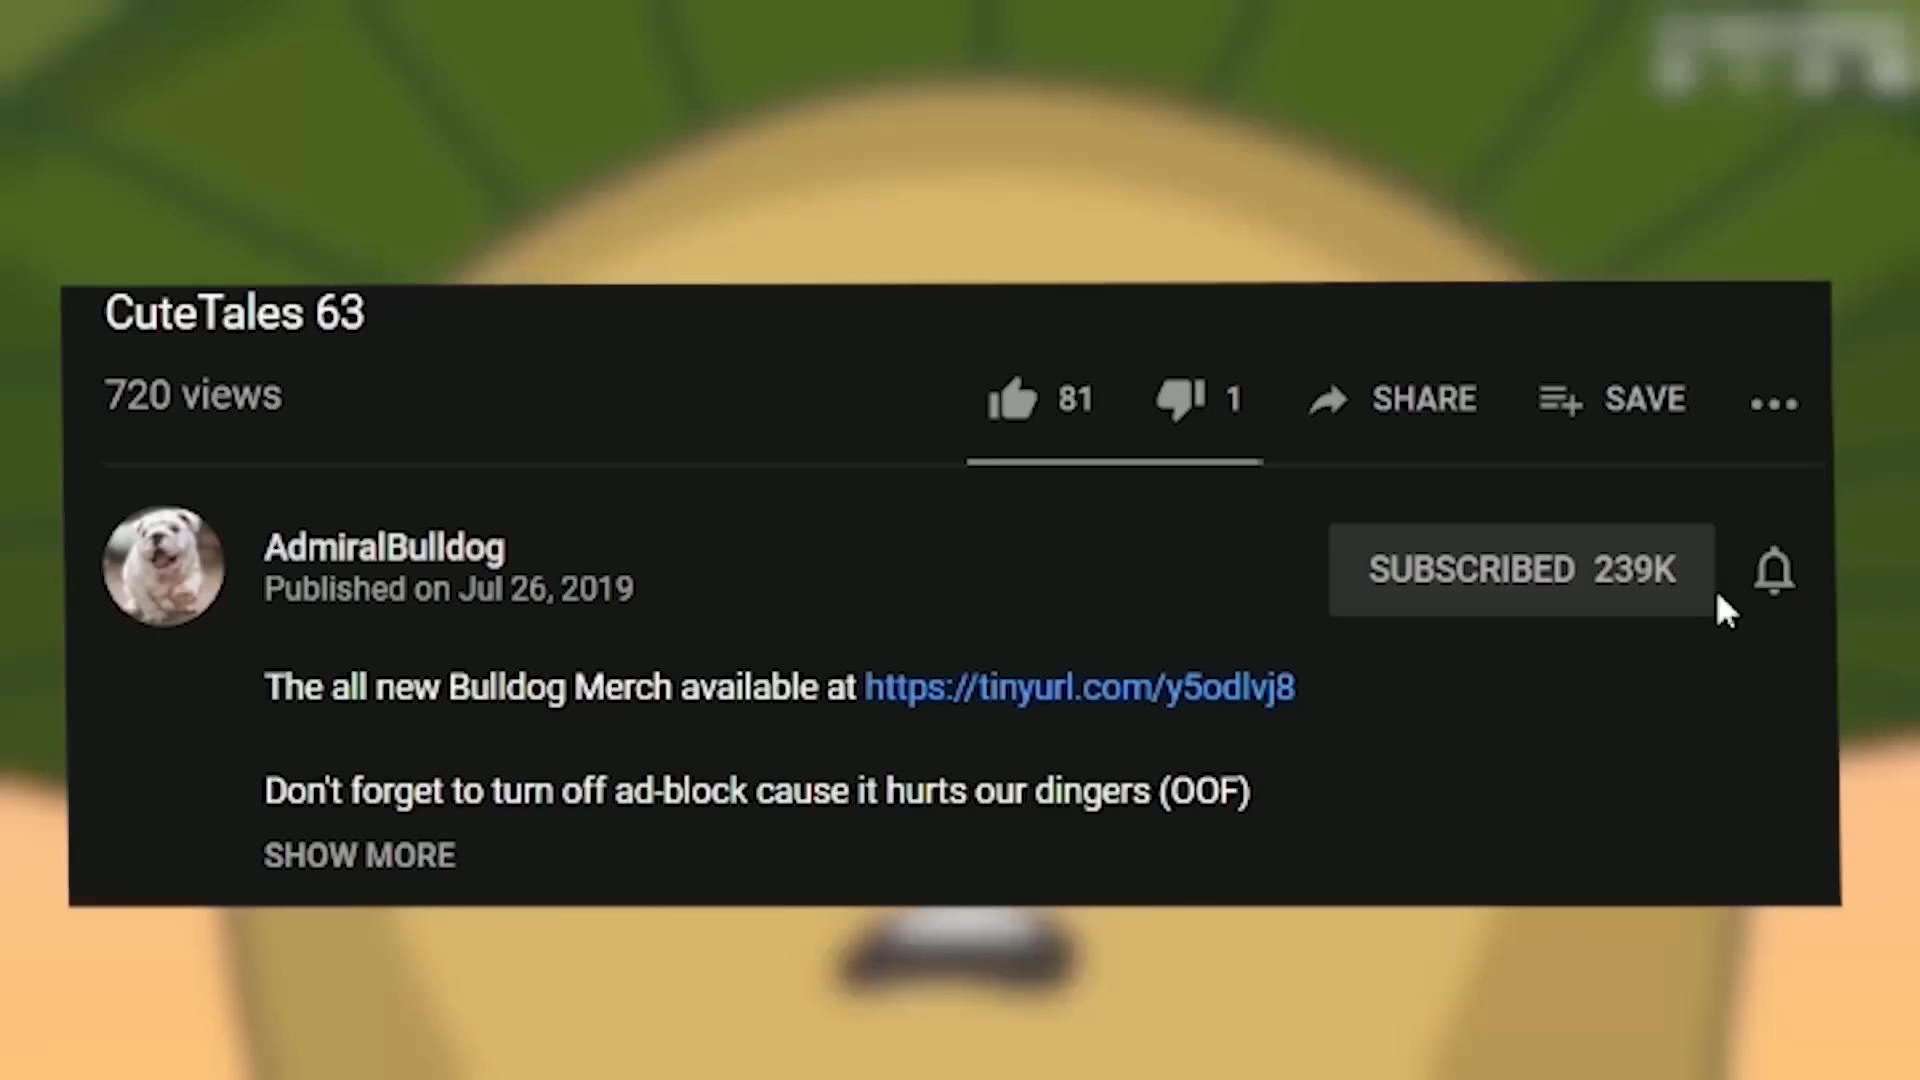 CuteTales 63
720 views
81 1 SHARE SAVE
AdmiralBulldog
Published on Jul 26, 2019
SUBSCRIBED 239K
The all new Bulldog Merch available at https://tinyurl.com/y5odlvj8
Don't forget to turn off ad-block cause it hurts our dingers (OOF)
SHOW MORE